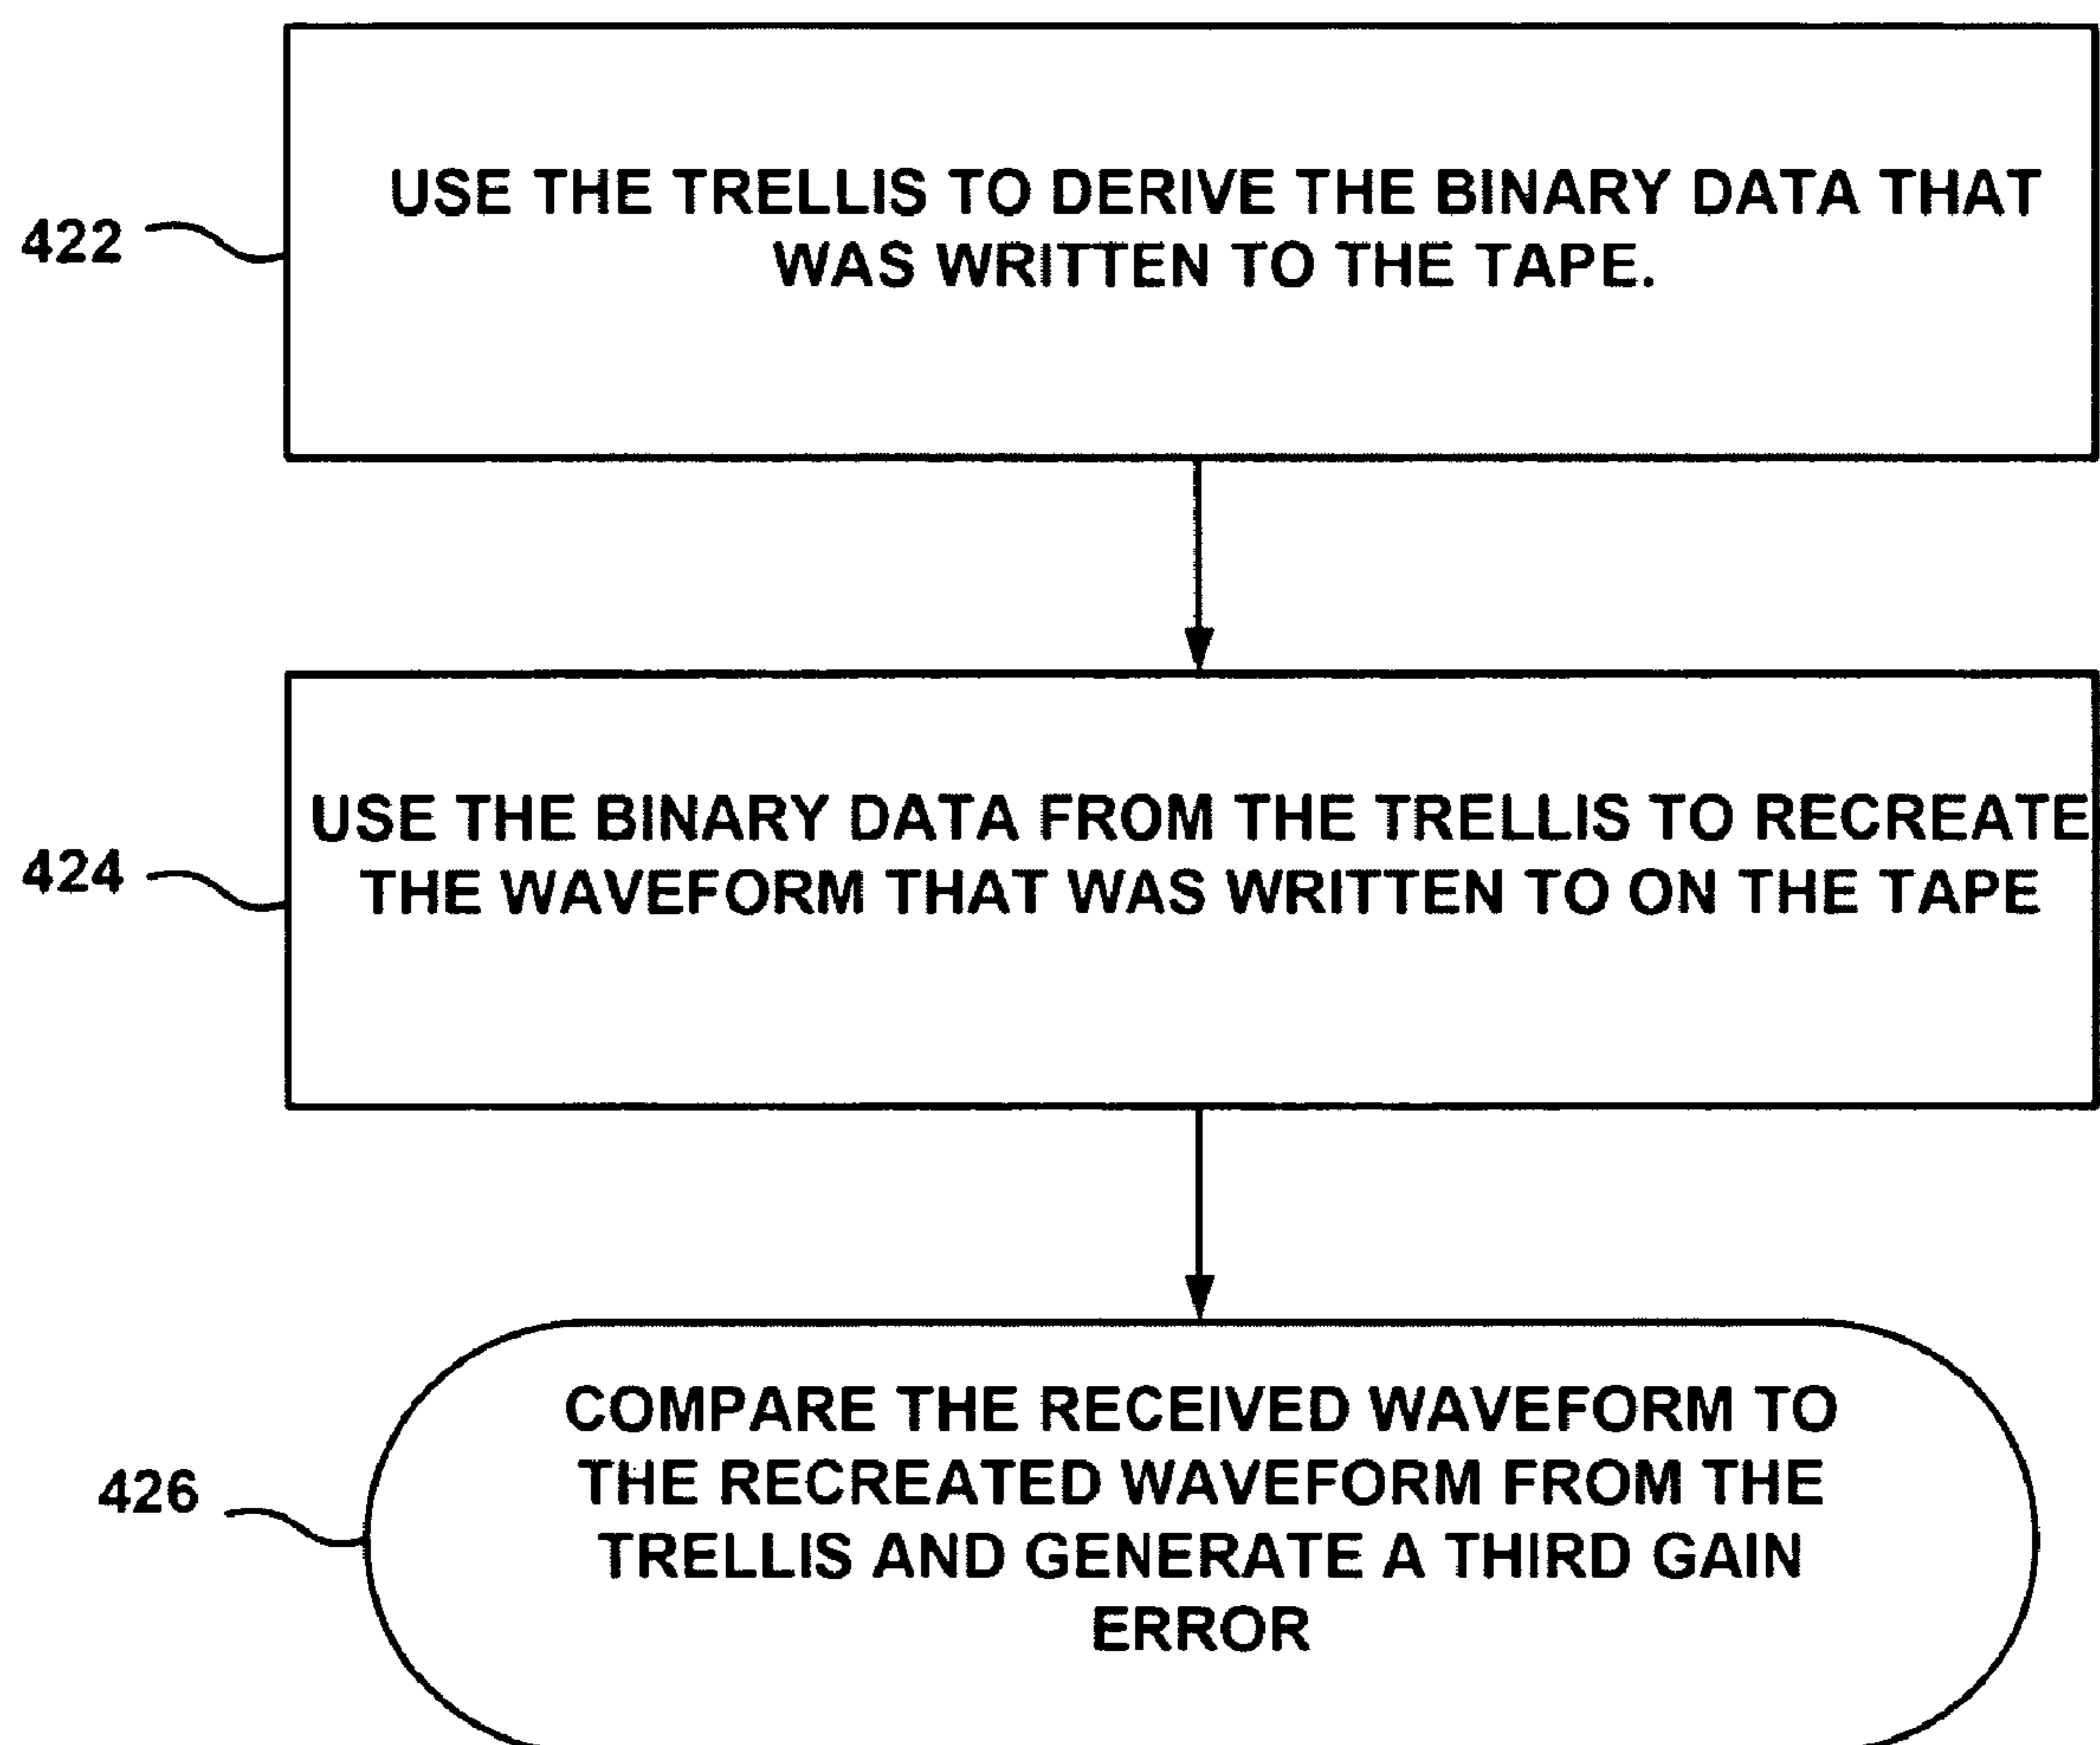 USE THE TRELLIS TO DERIVE THE BINARY DATA THAT
WAS WRITTEN TO THE TAPE.
422
USE THE BINARY DATA FROM THE TRELLIS TO RECREATE
THE WAVEFORM THAT WAS WRITTEN TO ON THE TAPE
424
COMPARE THE RECEIVED WAVEFORM TO
THE RECREATED WAVEFORM FROM THE
TRELLIS AND GENERATE A THIRD GAIN
ERROR
426